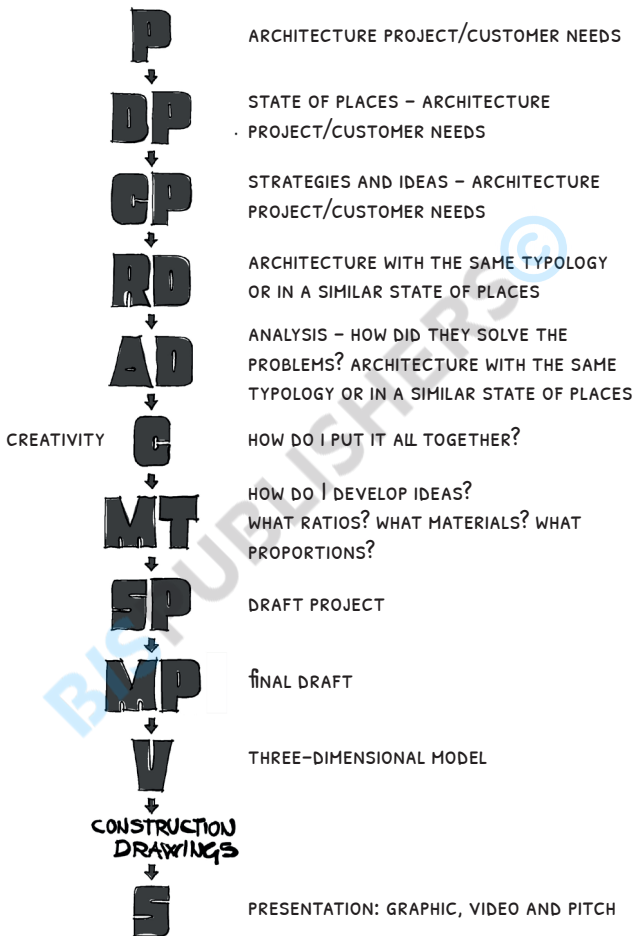 P
ARCHITECTURE PROJECT/CUSTOMER NEEDS
DP
STATE OF PLACES – ARCHITECTURE
PROJECT/CUSTOMER NEEDS
CP
STRATEGIES AND IDEAS – ARCHITECTURE
PROJECT/CUSTOMER NEEDS
RD
ARCHITECTURE WITH THE SAME TYPOLOGY
OR IN A SIMILAR STATE OF PLACES
AD
ANALYSIS – HOW DID THEY SOLVE THE
PROBLEMS? ARCHITECTURE WITH THE SAME
TYPOLOGY OR IN A SIMILAR STATE OF PLACES
CREATIVITY C HOW DO I PUT IT ALL TOGETHER?
MT
HOW DO I DEVELOP IDEAS?
WHAT RATIOS? WHAT MATERIALS? WHAT
PROPORTIONS?
SP
DRAFT PROJECT
MP
FINAL DRAFT
V
THREE-DIMENSIONAL MODEL
CONSTRUCTION
DRAWINGS
S
PRESENTATION: GRAPHIC, VIDEO AND PITCH
BISPUBLISHERS©